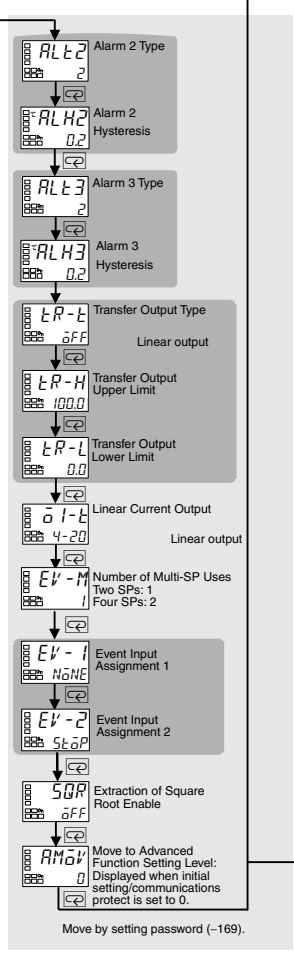 ALt2
Alarm 2 Type
2
°C
ALH2
Alarm 2
Hysteresis
0.2
ALt3
Alarm 3 Type
2
°C
ALH3
Alarm 3
Hysteresis
0.2
tR-t
Transfer Output Type
oFF
Linear output
tR-H
Transfer Output
Upper Limit
100.0
tR-L
Transfer Output
Lower Limit
0.0
o1-t
Linear Current Output
4-20
Linear output
EV-M
Number of Multi-SP Uses
Two SPs: 1
1
Four SPs: 2
EV-1
Event Input
Assignment 1
NoNE
EV-2
Event Input
Assignment 2
StoP
SQR
Extraction of Square
Root Enable
oFF
AMoV
Move to Advanced
Function Setting Level:
Displayed when initial
0
setting/communications
protect is set to 0.
Move by setting password (−169).